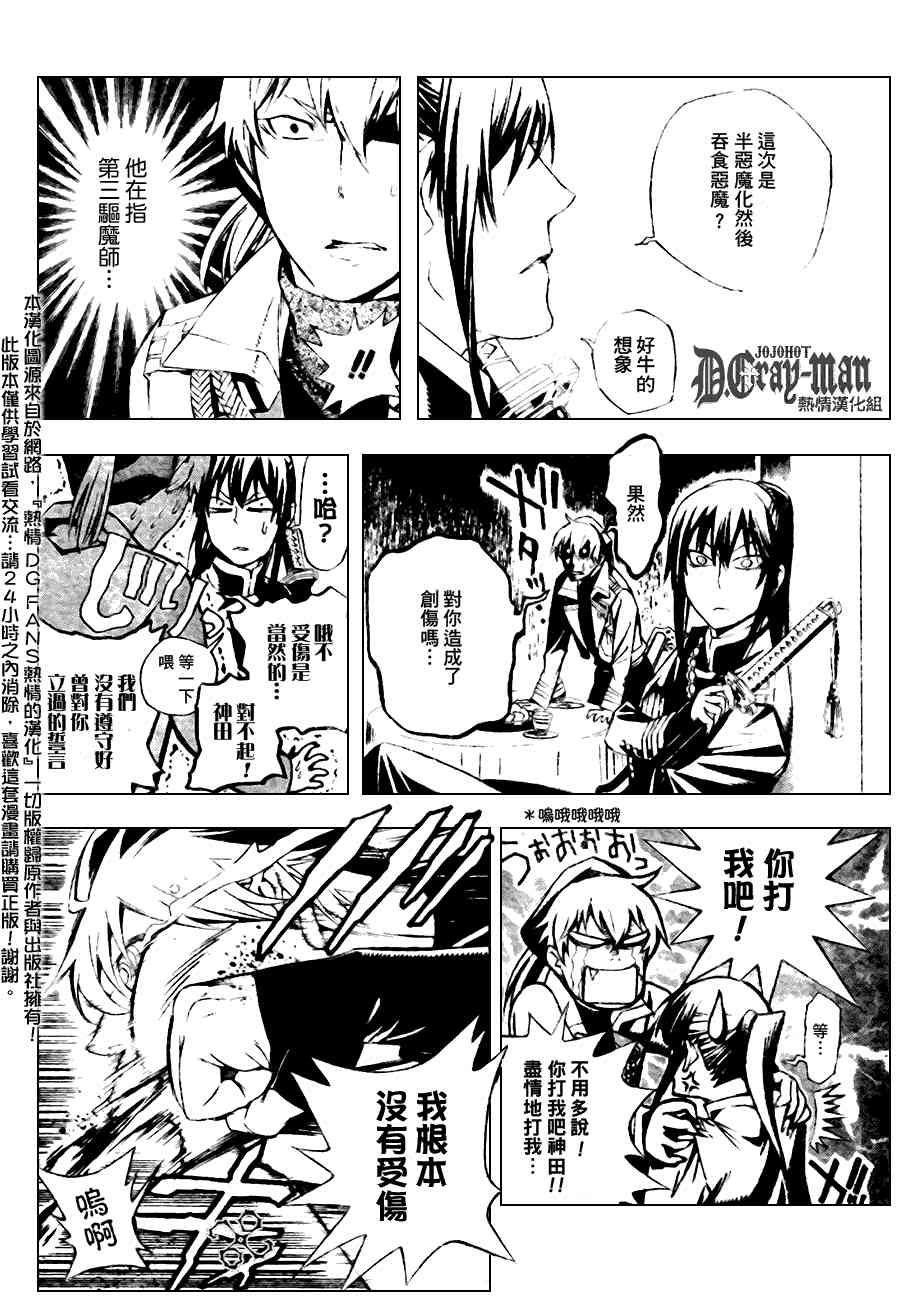 這次是
半惡魔化然後
吞食惡魔？
好牛的
想象
JOJOHOT
D.Gray-man
熱情漢化組
他在指
第三驅魔師…
!!
果然
對你造成了
創傷嗎…
…哈？
哦不
受傷是
當然的…
對不起！
神田
等一下
喂
我們
沒有遵守好
曾對你
立過的誓言
＊嗚哦哦哦哦
うおおおおお
你打
我吧！
等…
不用多說！
你打我吧神田!!
盡情地打我…
我根本
沒有受傷
嗚啊
本漢化圖源來自於網路，『熱情DGFANS熱情的漢化』一切版權歸原作者與出版社擁有！
此版本僅供學習試看交流…請24小時之內消除，喜歡這套漫畫請購買正版！謝謝。